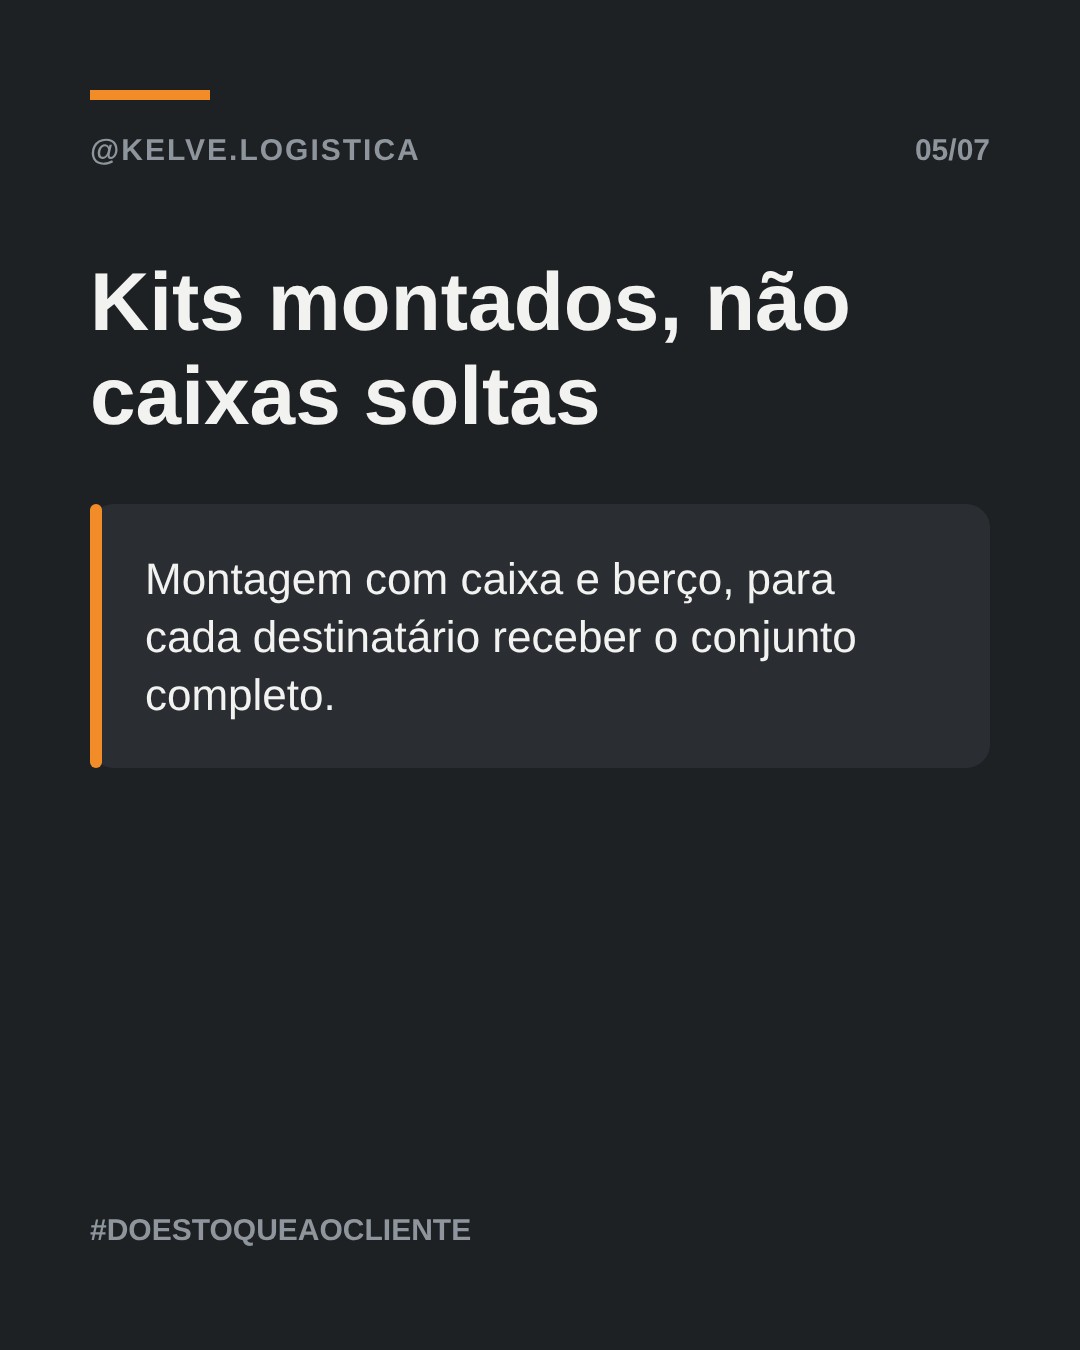 @KELVE.LOGISTICA
05/07
Kits montados, não
caixas soltas
Montagem com caixa e berço, para
cada destinatário receber o conjunto
completo.
#DOESTOQUEAOCLIENTE